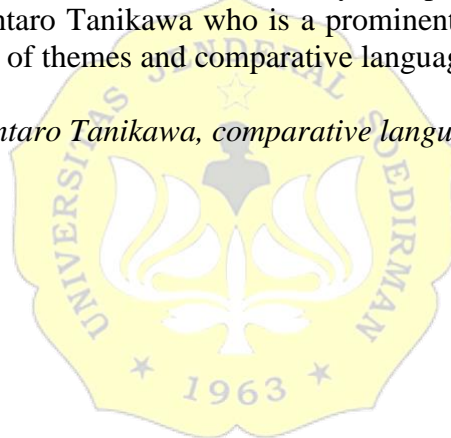 ntaro Tanikawa who is a prominent
of themes and comparative languag
ntaro Tanikawa, comparative langu
UNIVERSITAS JENDERAL SOEDIRMAN
1963